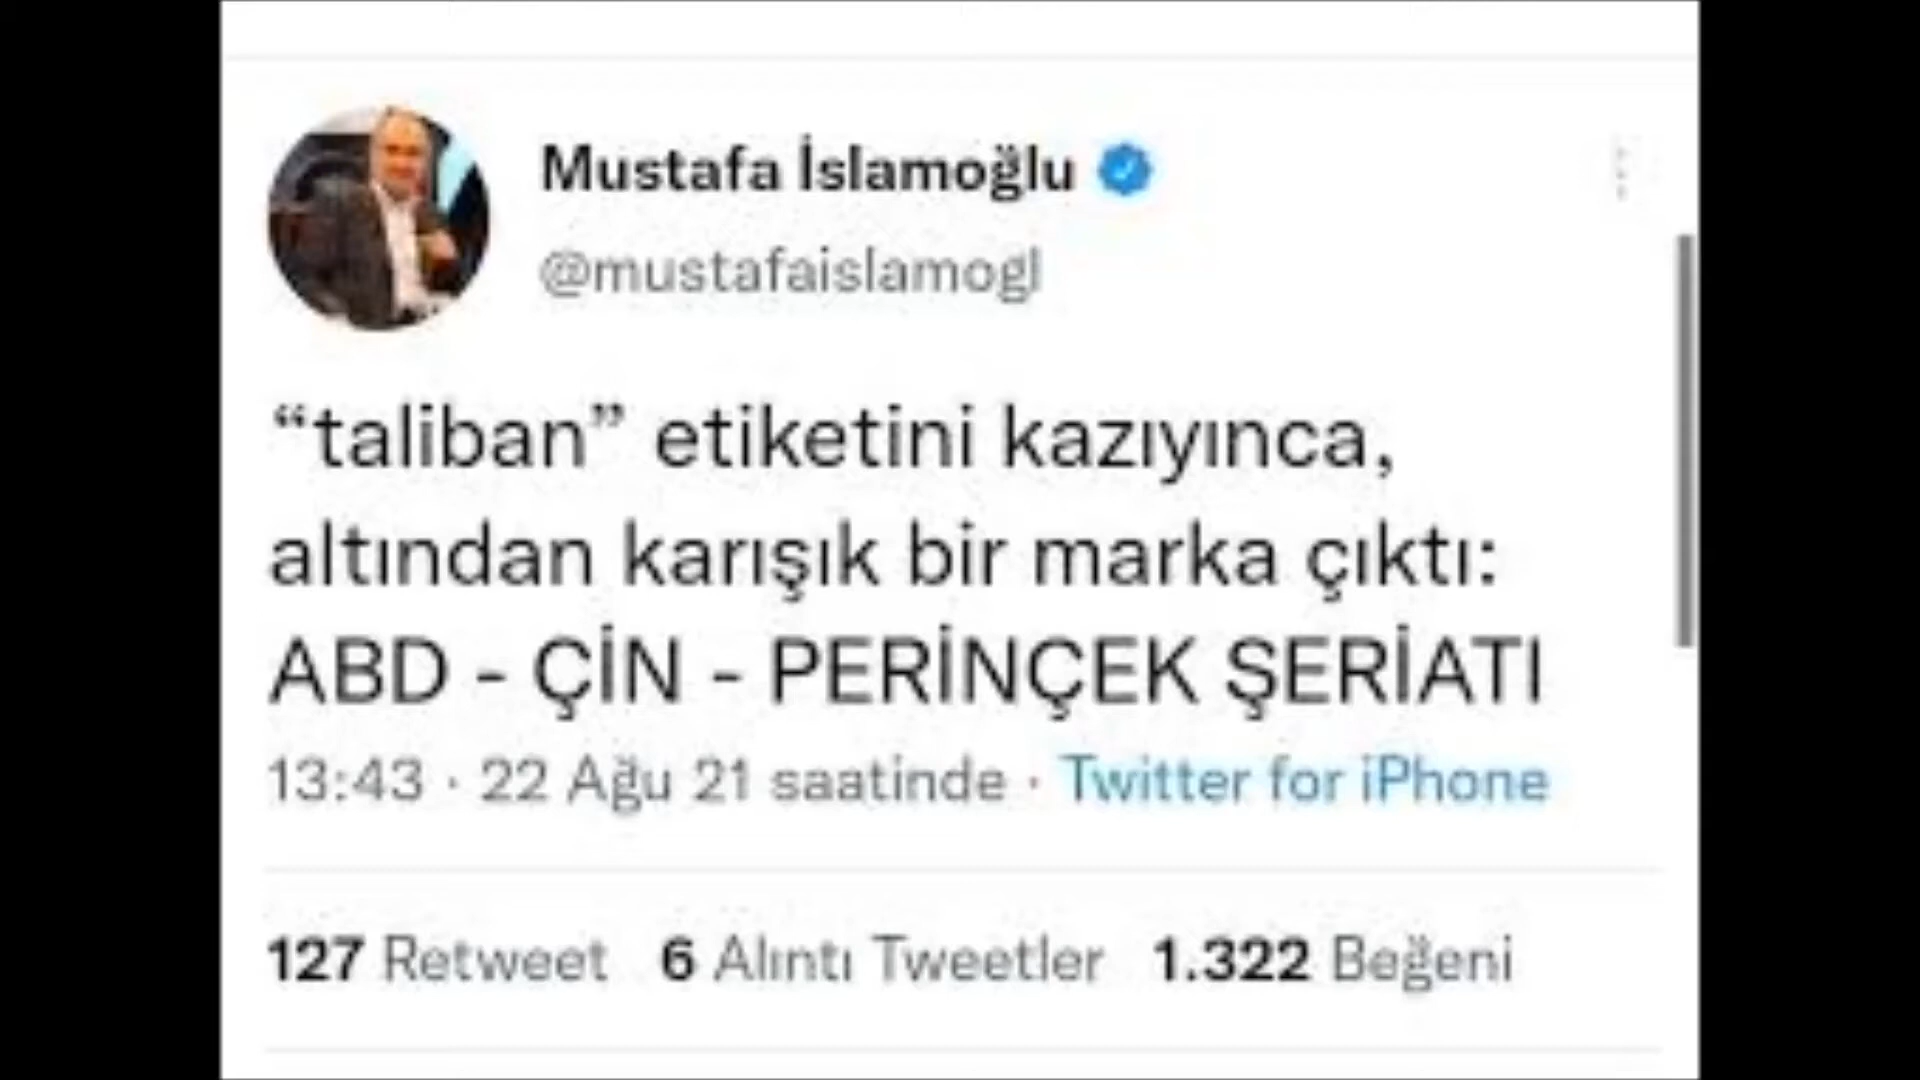 Mustafa İslamoğlu
@mustafaislamogl
“taliban” etiketini kazıyınca,
altından karışık bir marka çıktı:
ABD - ÇİN - PERİNÇEK ŞERİATI
13:43 · 22 Ağu 21 saatinde · Twitter for iPhone
127 Retweet 6 Alıntı Tweetler 1.322 Beğeni